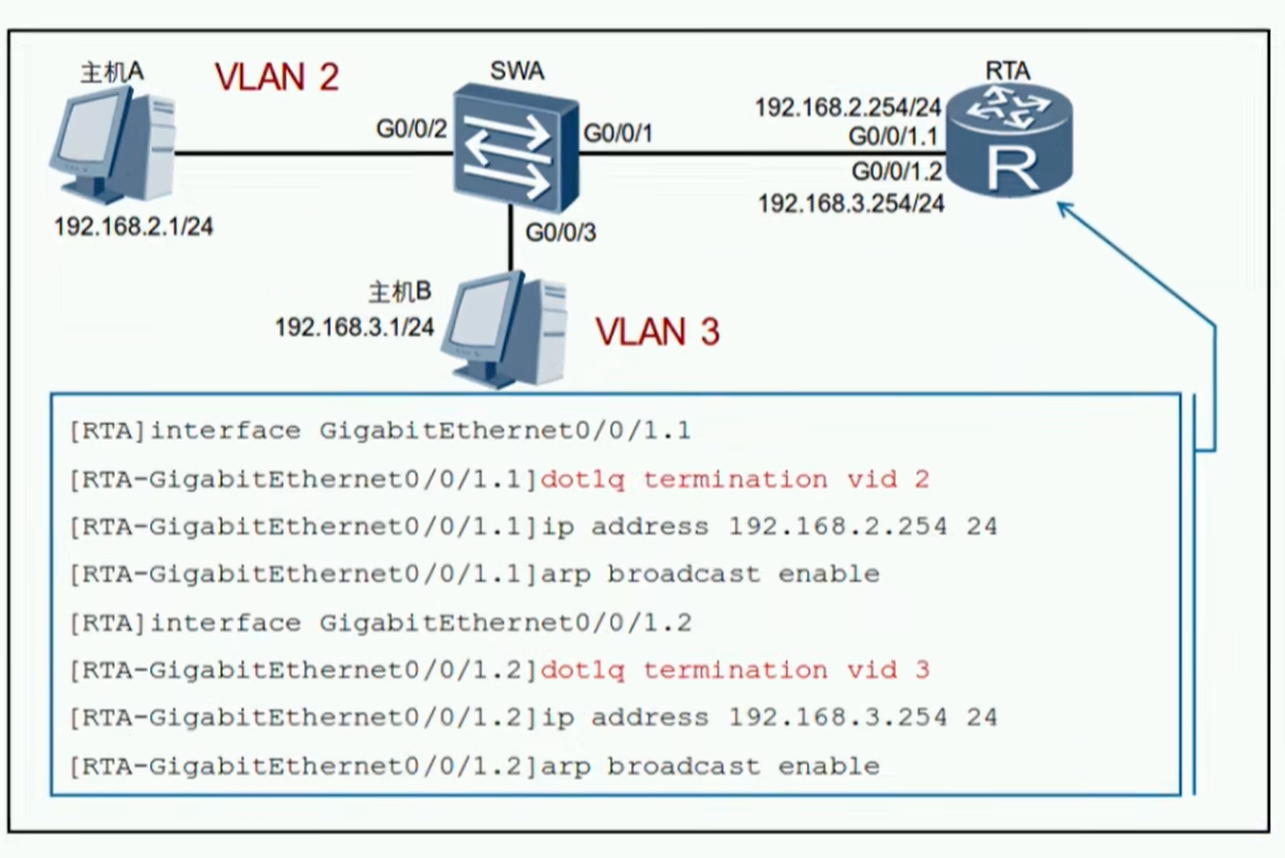 主机A
VLAN 2
SWA
RTA
G0/0/2
G0/0/1
192.168.2.254/24
G0/0/1.1
G0/0/1.2
192.168.3.254/24
R
192.168.2.1/24
G0/0/3
主机B
192.168.3.1/24
VLAN 3
[RTA]interface GigabitEthernet0/0/1.1
[RTA-GigabitEthernet0/0/1.1]dot1q termination vid 2
[RTA-GigabitEthernet0/0/1.1]ip address 192.168.2.254 24
[RTA-GigabitEthernet0/0/1.1]arp broadcast enable
[RTA]interface GigabitEthernet0/0/1.2
[RTA-GigabitEthernet0/0/1.2]dot1q termination vid 3
[RTA-GigabitEthernet0/0/1.2]ip address 192.168.3.254 24
[RTA-GigabitEthernet0/0/1.2]arp broadcast enable